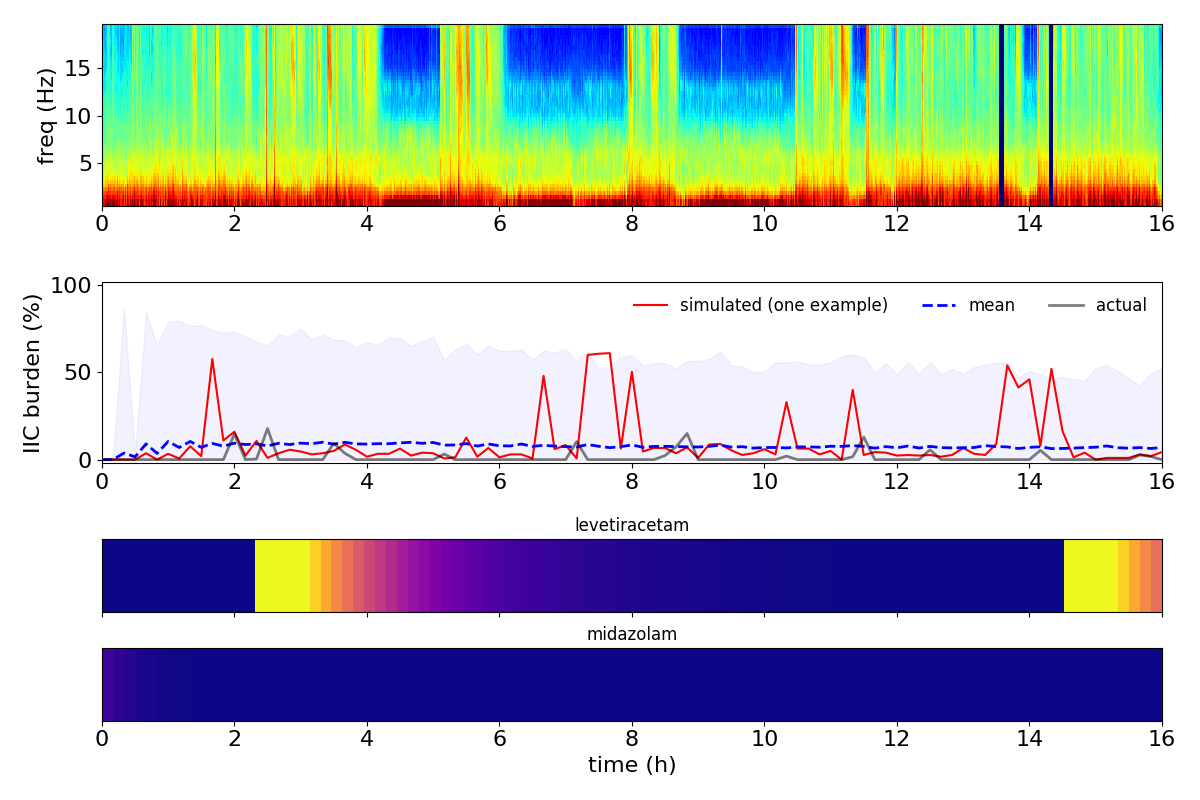 freq (Hz)
15
10
5
0 2 4 6 8 10 12 14 16
IIC burden (%)
100
50
0
simulated (one example) mean actual
0 2 4 6 8 10 12 14 16
levetiracetam
midazolam
0 2 4 6 8 10 12 14 16
time (h)